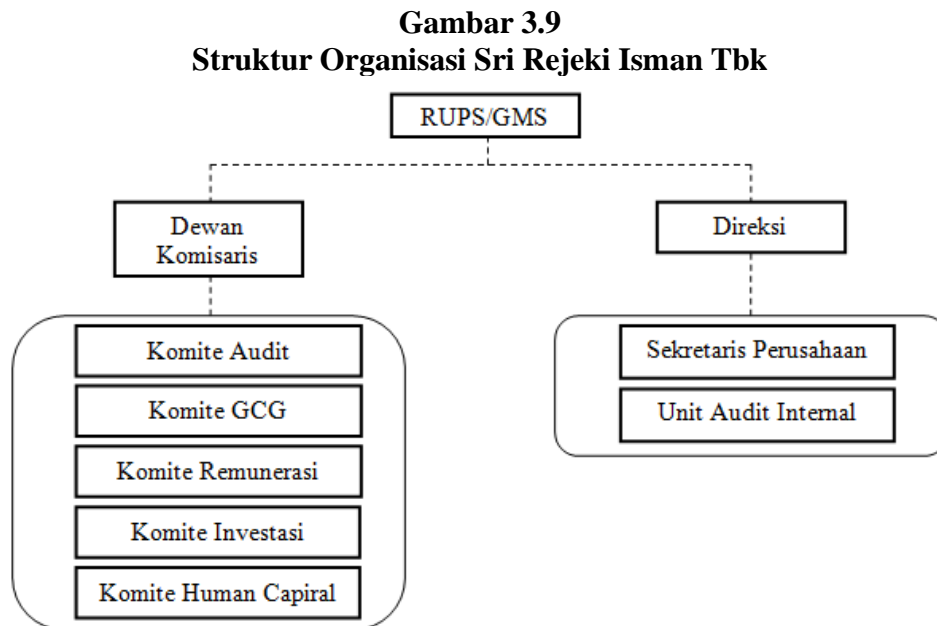 Gambar 3.9
Struktur Organisasi Sri Rejeki Isman Tbk
RUPS/GMS
Dewan
Komisaris
Direksi
Komite Audit
Komite GCG
Komite Remunerasi
Komite Investasi
Komite Human Capiral
Sekretaris Perusahaan
Unit Audit Internal